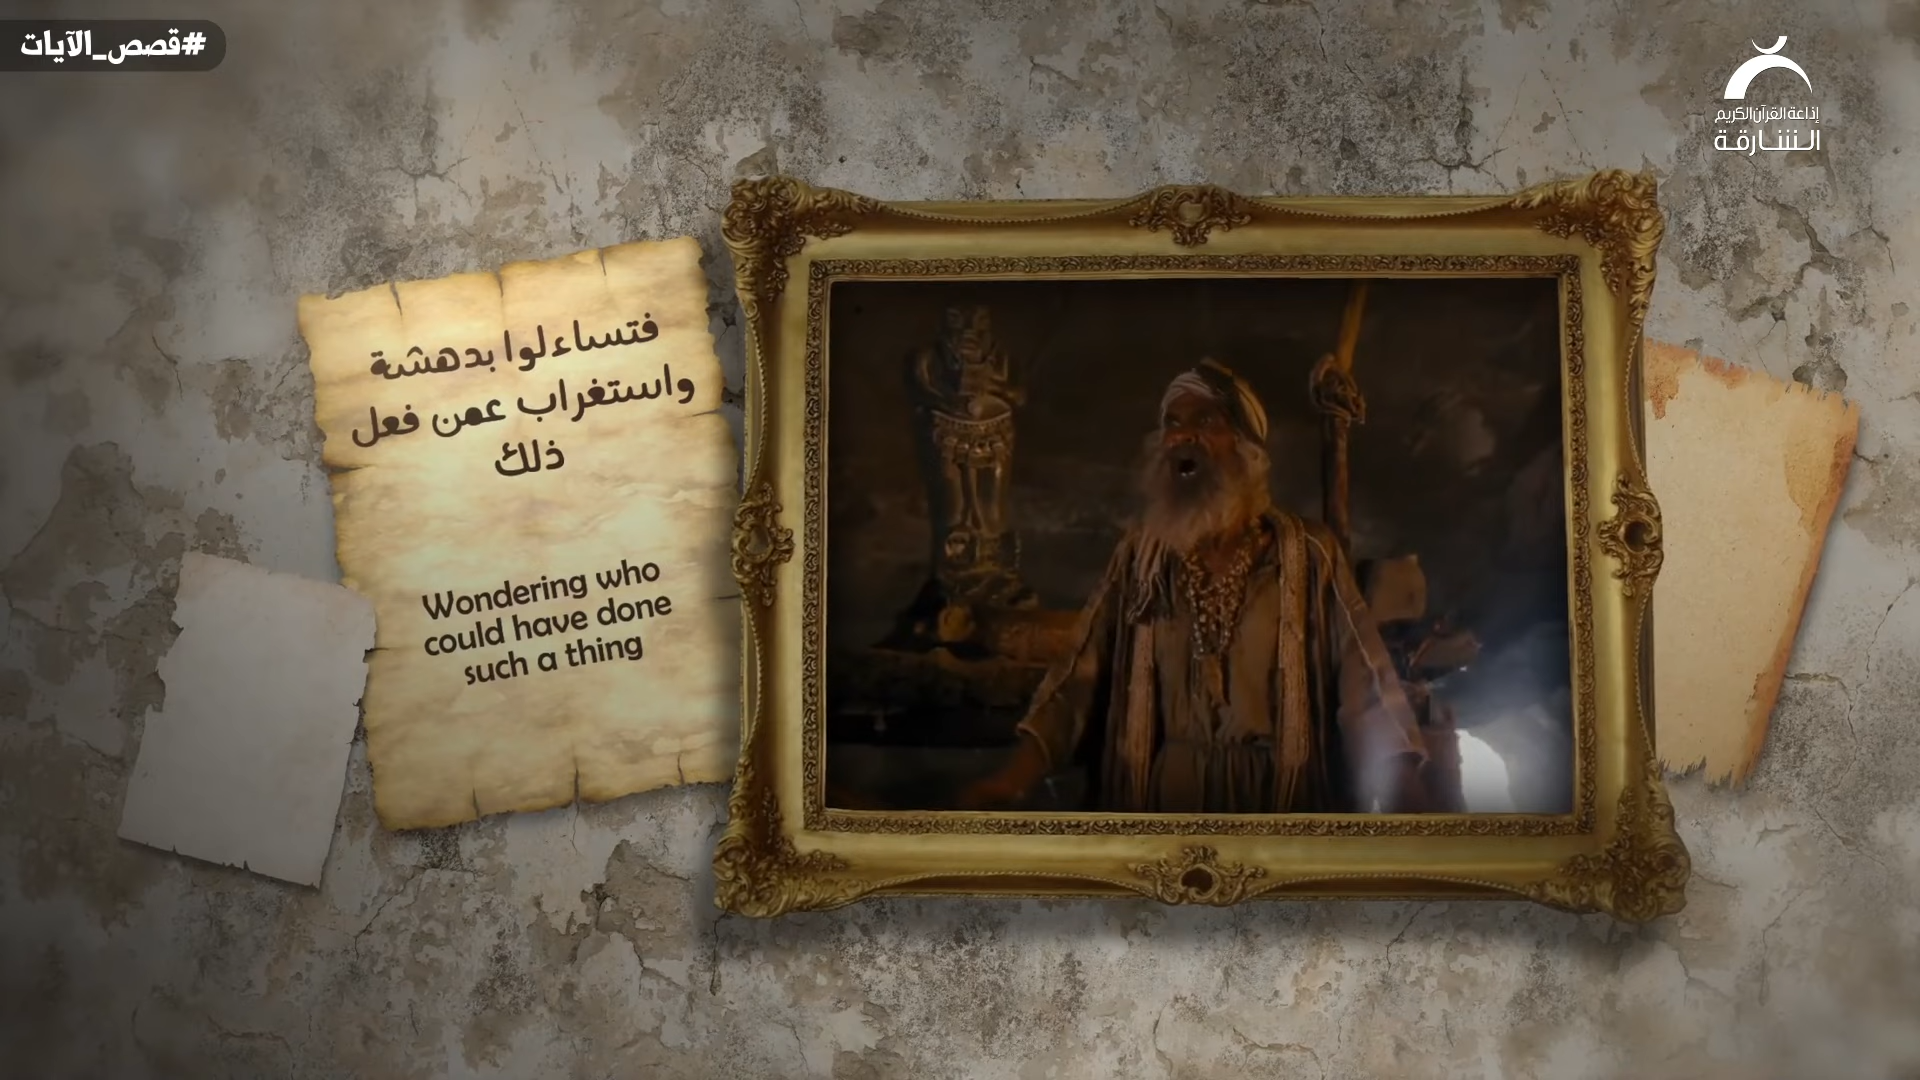 #قصص_الآيات
إذاعة القرآن الكريم
الشارقة
فتساءلوا بدهشة
واستغراب عمن فعل
ذلك
Wondering who
could have done
such a thing